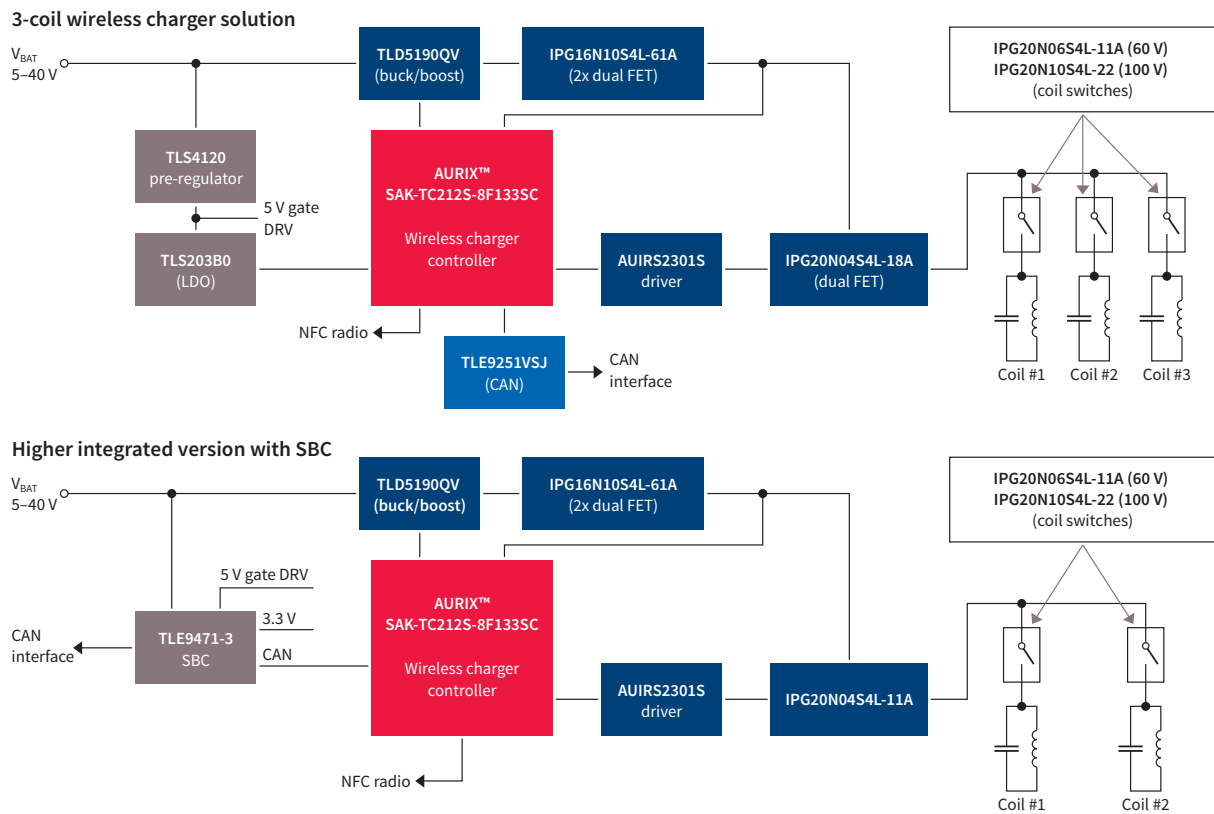 3-coil wireless charger solution
VBAT
5–40 V
TLD5190QV
(buck/boost)
IPG16N10S4L-61A
(2x dual FET)
IPG20N06S4L-11A (60 V)
IPG20N10S4L-22 (100 V)
(coil switches)
TLS4120
pre-regulator
5 V gate
DRV
TLS203B0
(LDO)
AURIX™
SAK-TC212S-8F133SC
Wireless charger
controller
AUIRS2301S
driver
IPG20N04S4L-18A
(dual FET)
NFC radio
TLE9251VSJ
(CAN)
CAN
interface
Coil #1
Coil #2
Coil #3
Higher integrated version with SBC
VBAT
5–40 V
TLD5190QV
(buck/boost)
IPG16N10S4L-61A
(2x dual FET)
IPG20N06S4L-11A (60 V)
IPG20N10S4L-22 (100 V)
(coil switches)
5 V gate DRV
3.3 V
CAN
CAN
interface
TLE9471-3
SBC
AURIX™
SAK-TC212S-8F133SC
Wireless charger
controller
AUIRS2301S
driver
IPG20N04S4L-11A
NFC radio
Coil #1
Coil #2